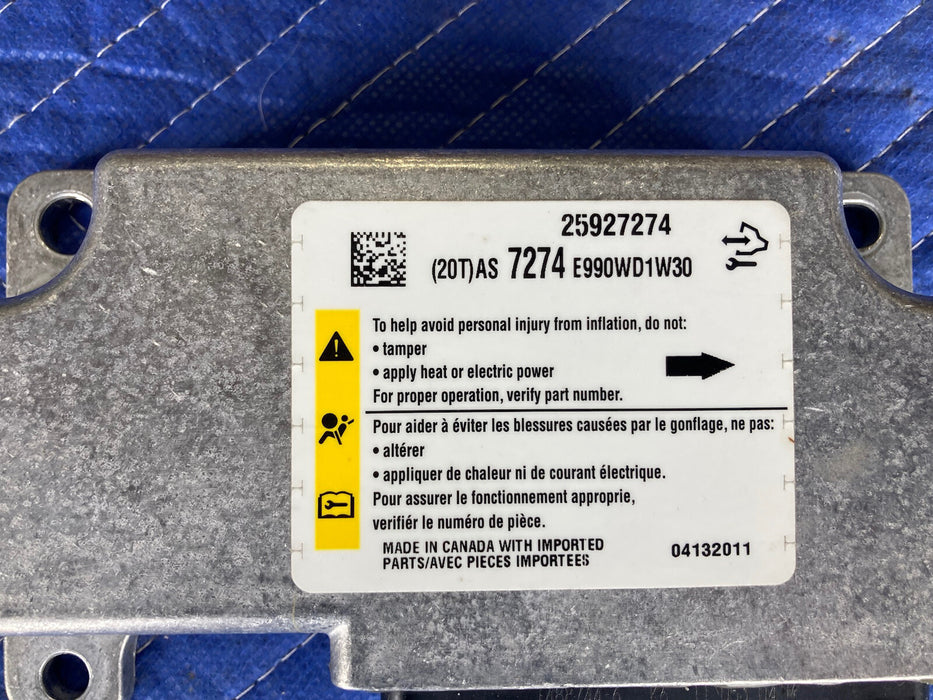 25927274
(20T)AS 7274 E990WD1W30
To help avoid personal injury from inflation, do not:
• tamper
• apply heat or electric power
For proper operation, verify part number.
Pour aider à éviter les blessures causées par le gonflage, ne pas:
• altérer
• appliquer de chaleur ni de courant électrique.
Pour assurer le fonctionnement approprie,
verifiér le numéro de pièce.
MADE IN CANADA WITH IMPORTED
PARTS/AVEC PIECES IMPORTEES
04132011